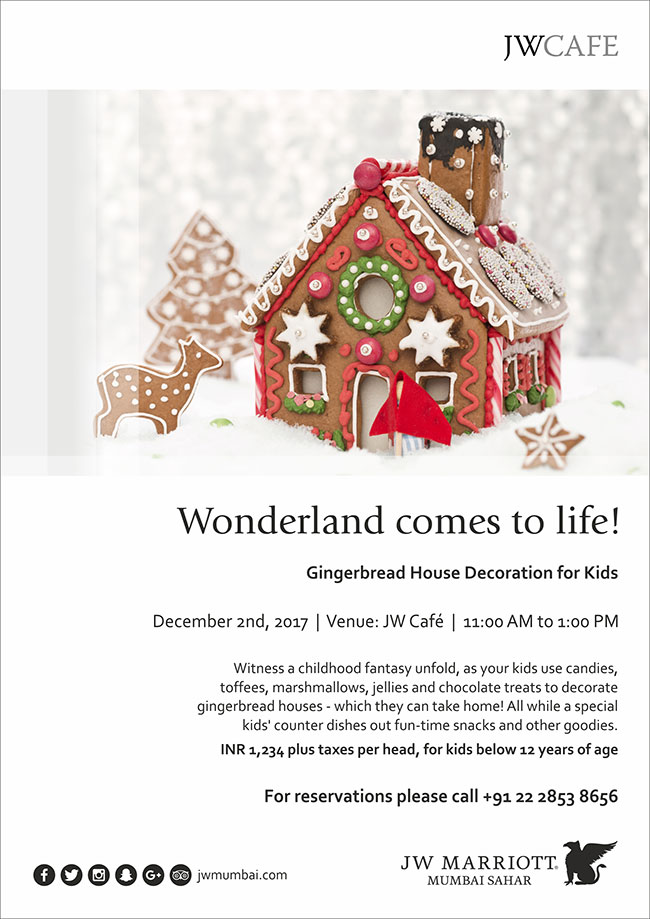 JWCAFE
Wonderland comes to life!
Gingerbread House Decoration for Kids
December 2nd, 2017 | Venue: JW Café | 11:00 AM to 1:00 PM
Witness a childhood fantasy unfold, as your kids use candies,
toffees, marshmallows, jellies and chocolate treats to decorate
gingerbread houses - which they can take home! All while a special
kids' counter dishes out fun-time snacks and other goodies.
INR 1,234 plus taxes per head, for kids below 12 years of age
For reservations please call +91 22 2853 8656
jwmumbai.com
JW MARRIOTT®
MUMBAI SAHAR